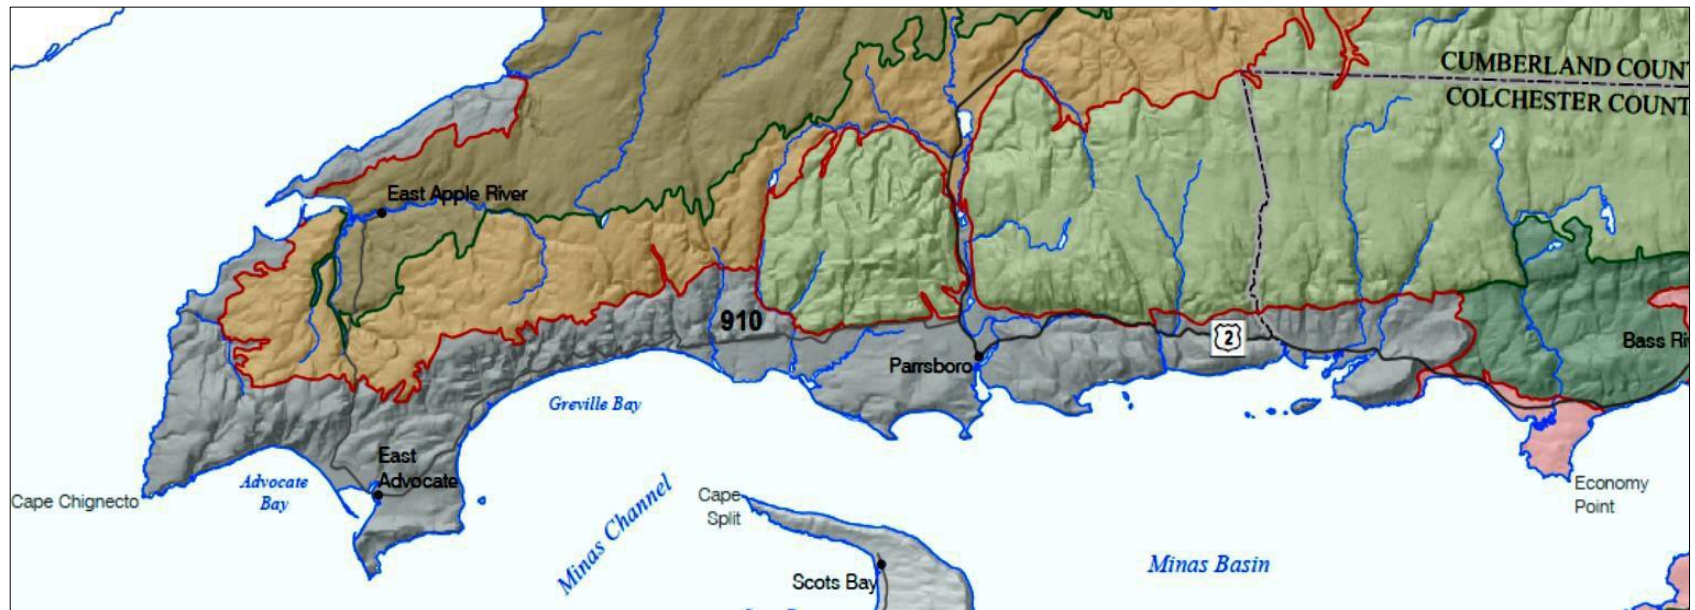 CUMBERLAND COUNT
COLCHESTER COUNT
East Apple River
910
2
Bass Ri
Parrsboro
Greville Bay
East
Advocate
Advocate
Bay
Cape Chignecto
Minas Channel
Cape
Split
Economy
Point
Minas Basin
Scots Bay